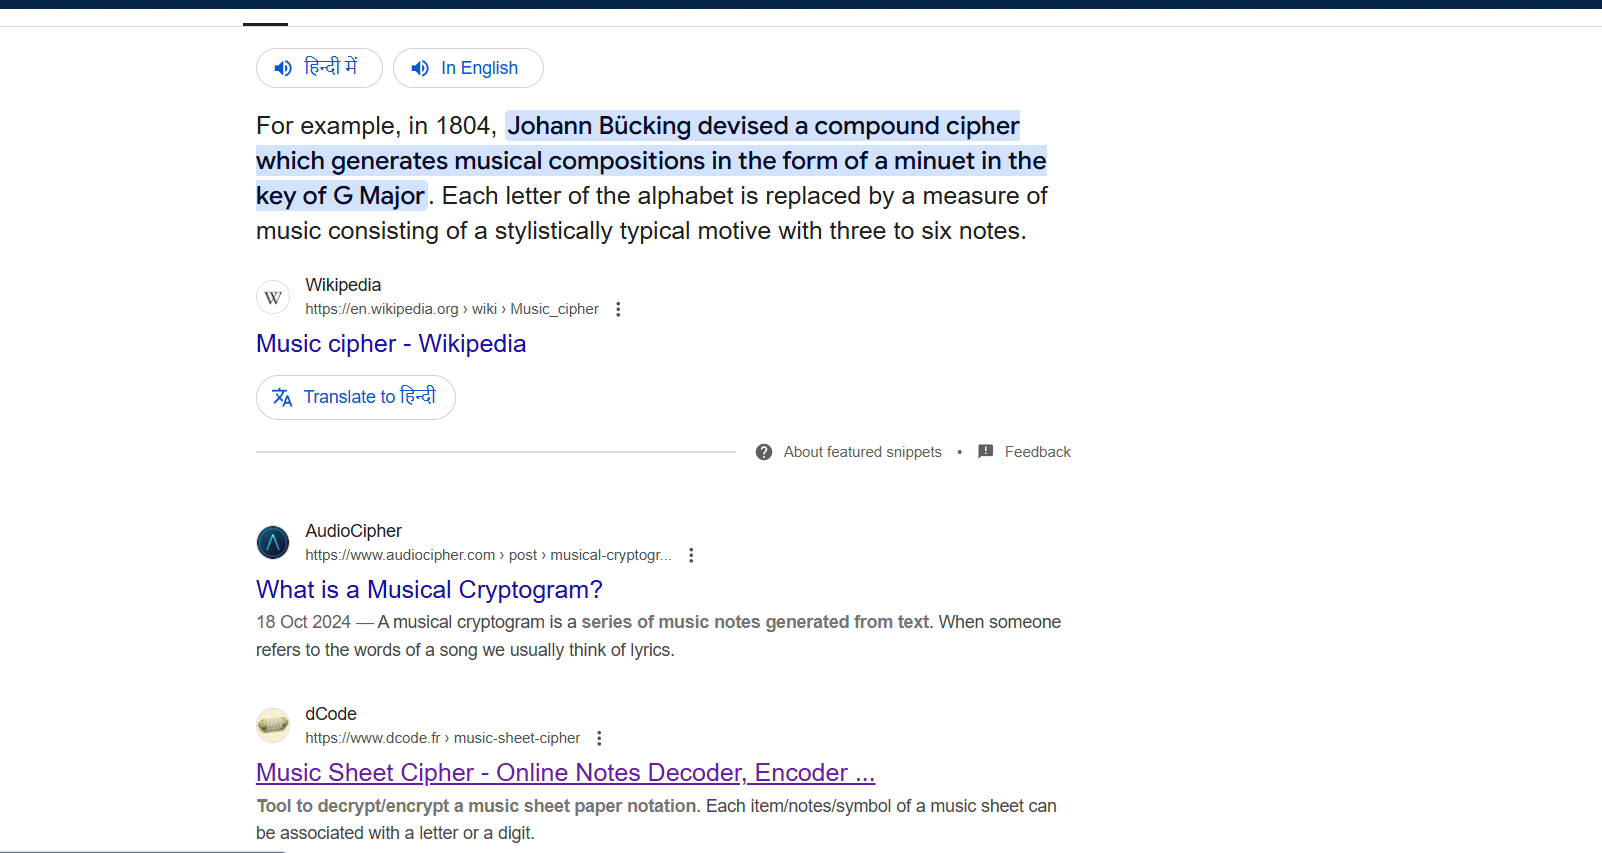 हिन्दी में
In English
For example, in 1804, Johann Bücking devised a compound cipher
which generates musical compositions in the form of a minuet in the
key of G Major. Each letter of the alphabet is replaced by a measure of
music consisting of a stylistically typical motive with three to six notes.
W
Wikipedia
https://en.wikipedia.org › wiki › Music_cipher
Music cipher - Wikipedia
Translate to हिन्दी
About featured snippets • Feedback
AudioCipher
https://www.audiocipher.com › post › musical-cryptogr...
What is a Musical Cryptogram?
18 Oct 2024 — A musical cryptogram is a series of music notes generated from text. When someone
refers to the words of a song we usually think of lyrics.
dCode
https://www.dcode.fr › music-sheet-cipher
Music Sheet Cipher - Online Notes Decoder, Encoder ...
Tool to decrypt/encrypt a music sheet paper notation. Each item/notes/symbol of a music sheet can
be associated with a letter or a digit.